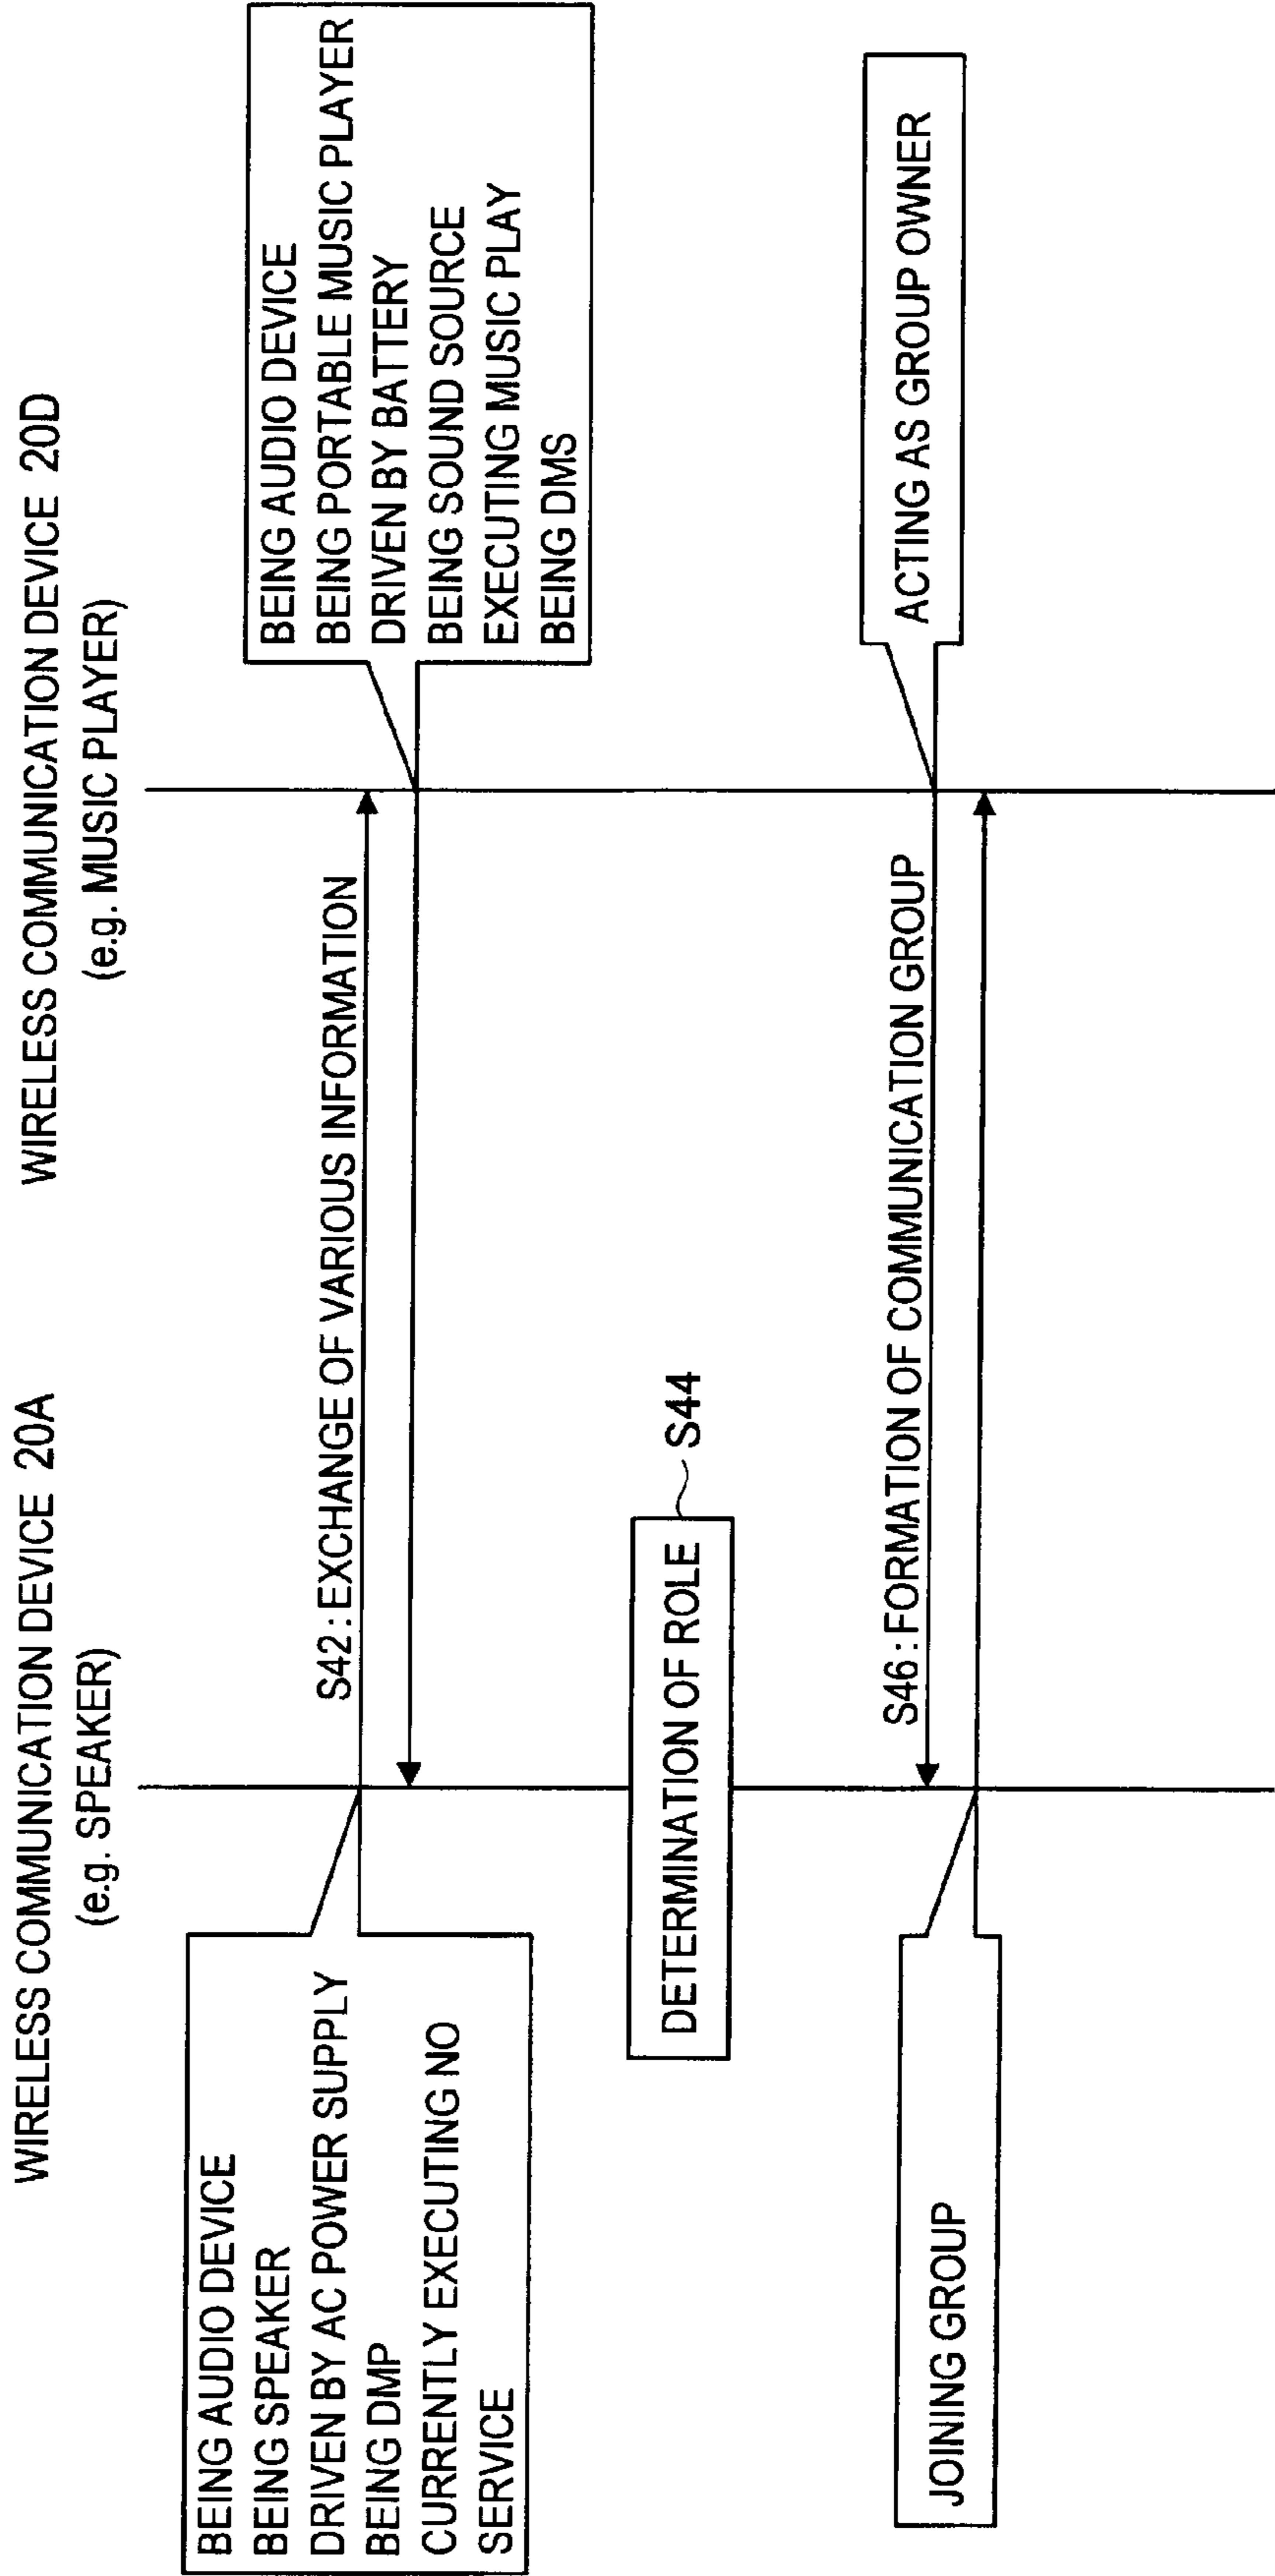 WIRELESS COMMUNICATION DEVICE 20A
(e.g. SPEAKER)
WIRELESS COMMUNICATION DEVICE 20D
(e.g. MUSIC PLAYER)
BEING AUDIO DEVICE
BEING SPEAKER
DRIVEN BY AC POWER SUPPLY
BEING DMP
CURRENTLY EXECUTING NO
SERVICE
S42 : EXCHANGE OF VARIOUS INFORMATION
BEING AUDIO DEVICE
BEING PORTABLE MUSIC PLAYER
DRIVEN BY BATTERY
BEING SOUND SOURCE
EXECUTING MUSIC PLAY
BEING DMS
DETERMINATION OF ROLE
S44
S46 : FORMATION OF COMMUNICATION GROUP
JOINING GROUP
ACTING AS GROUP OWNER